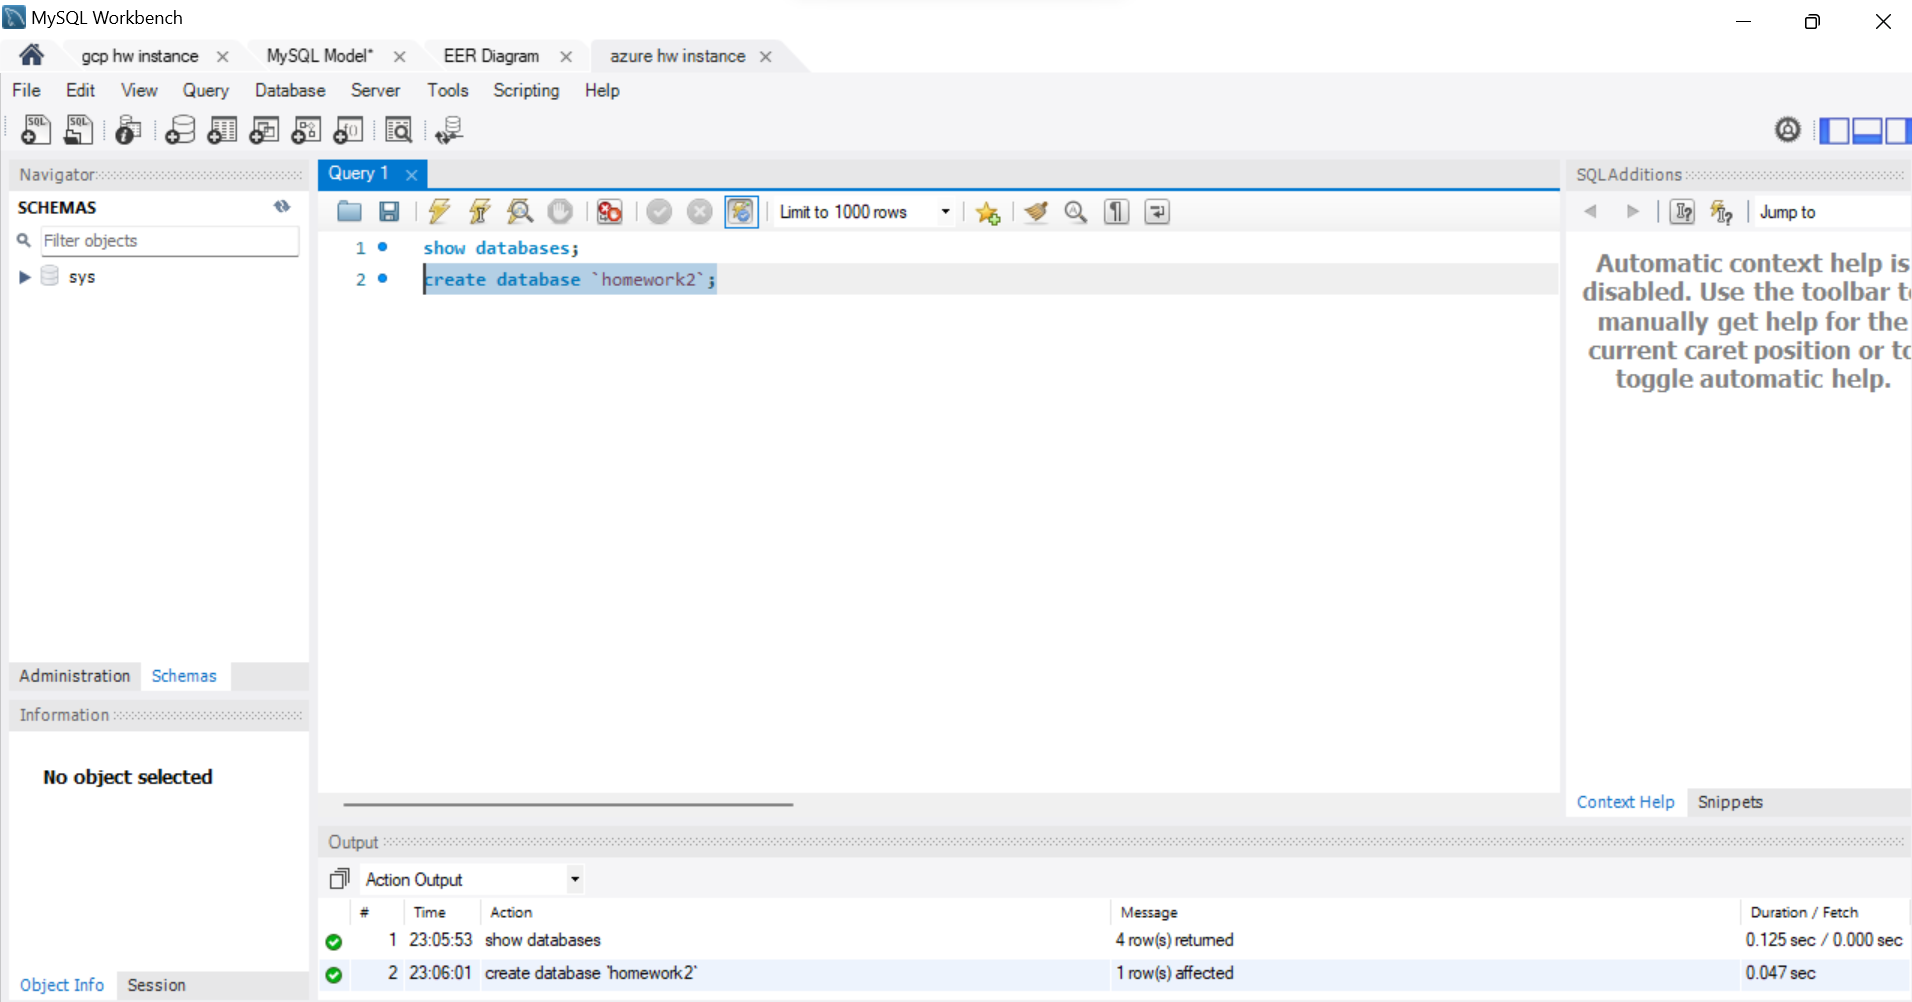 MySQL Workbench
gcp hw instance
MySQL Model*
EER Diagram
azure hw instance
File Edit View Query Database Server Tools Scripting Help
Navigator
SCHEMAS
Filter objects
sys
Administration Schemas
Information
No object selected
Object Info Session
Query 1
Limit to 1000 rows
1 show databases;
2 create database `homework2`;
SQLAdditions
Jump to
Automatic context help is
disabled. Use the toolbar to
manually get help for the
current caret position or to
toggle automatic help.
Context Help Snippets
Output
Action Output
# Time Action Message Duration / Fetch
1 23:05:53 show databases 4 row(s) returned 0.125 sec / 0.000 sec
2 23:06:01 create database `homework2` 1 row(s) affected 0.047 sec